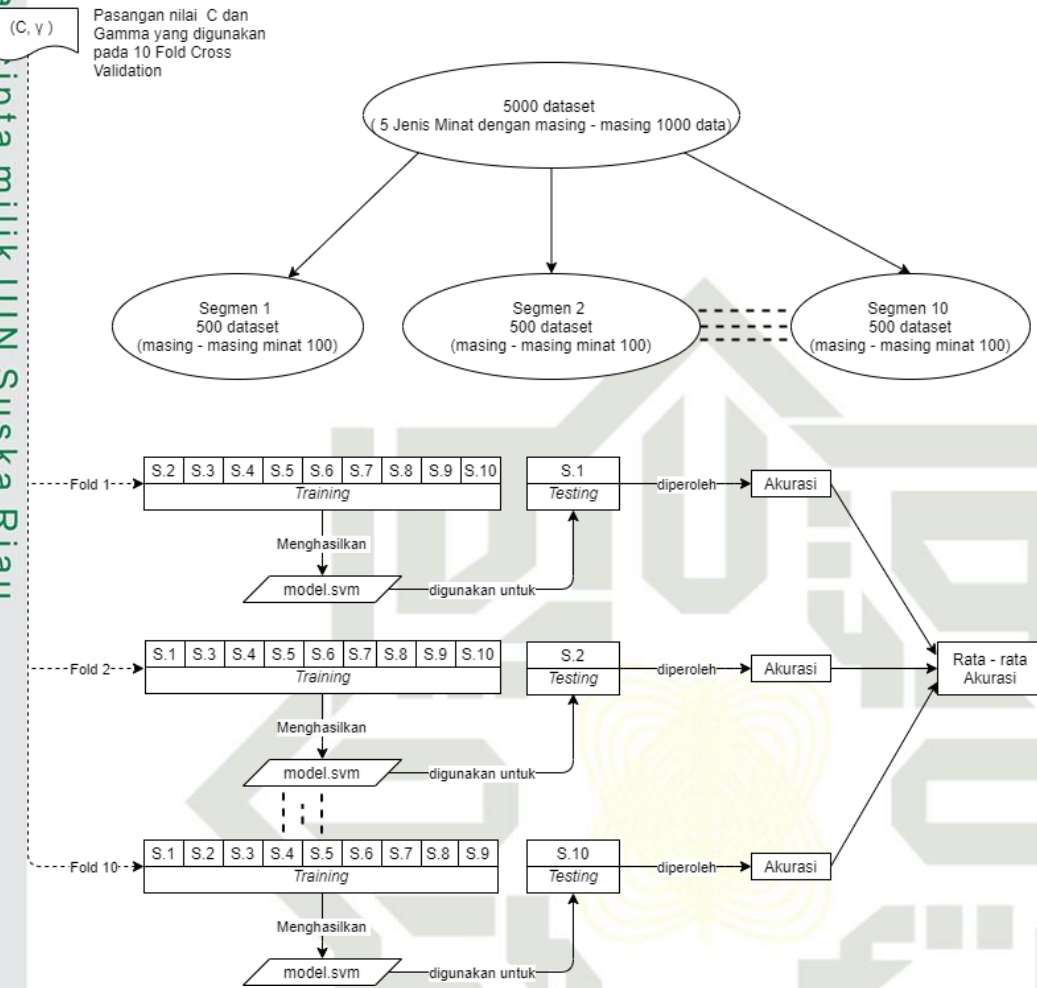 (C, γ )
Pasangan nilai C dan
Gamma yang digunakan
pada 10 Fold Cross
Validation
5000 dataset
( 5 Jenis Minat dengan masing - masing 1000 data)
Segmen 1
500 dataset
(masing - masing minat 100)
Segmen 2
500 dataset
(masing - masing minat 100)
Segmen 10
500 dataset
(masing - masing minat 100)
Fold 1
S.2 S.3 S.4 S.5 S.6 S.7 S.8 S.9 S.10
Training
S.1
Testing
diperoleh
Akurasi
Menghasilkan
model.svm
digunakan untuk
Fold 2
S.1 S.3 S.4 S.5 S.6 S.7 S.8 S.9 S.10
Training
S.2
Testing
diperoleh
Akurasi
Rata - rata
Akurasi
Menghasilkan
model.svm
digunakan untuk
Fold 10
S.1 S.2 S.3 S.4 S.5 S.6 S.7 S.8 S.9
Training
S.10
Testing
diperoleh
Akurasi
Menghasilkan
model.svm
digunakan untuk
milik UIN Suska Riau